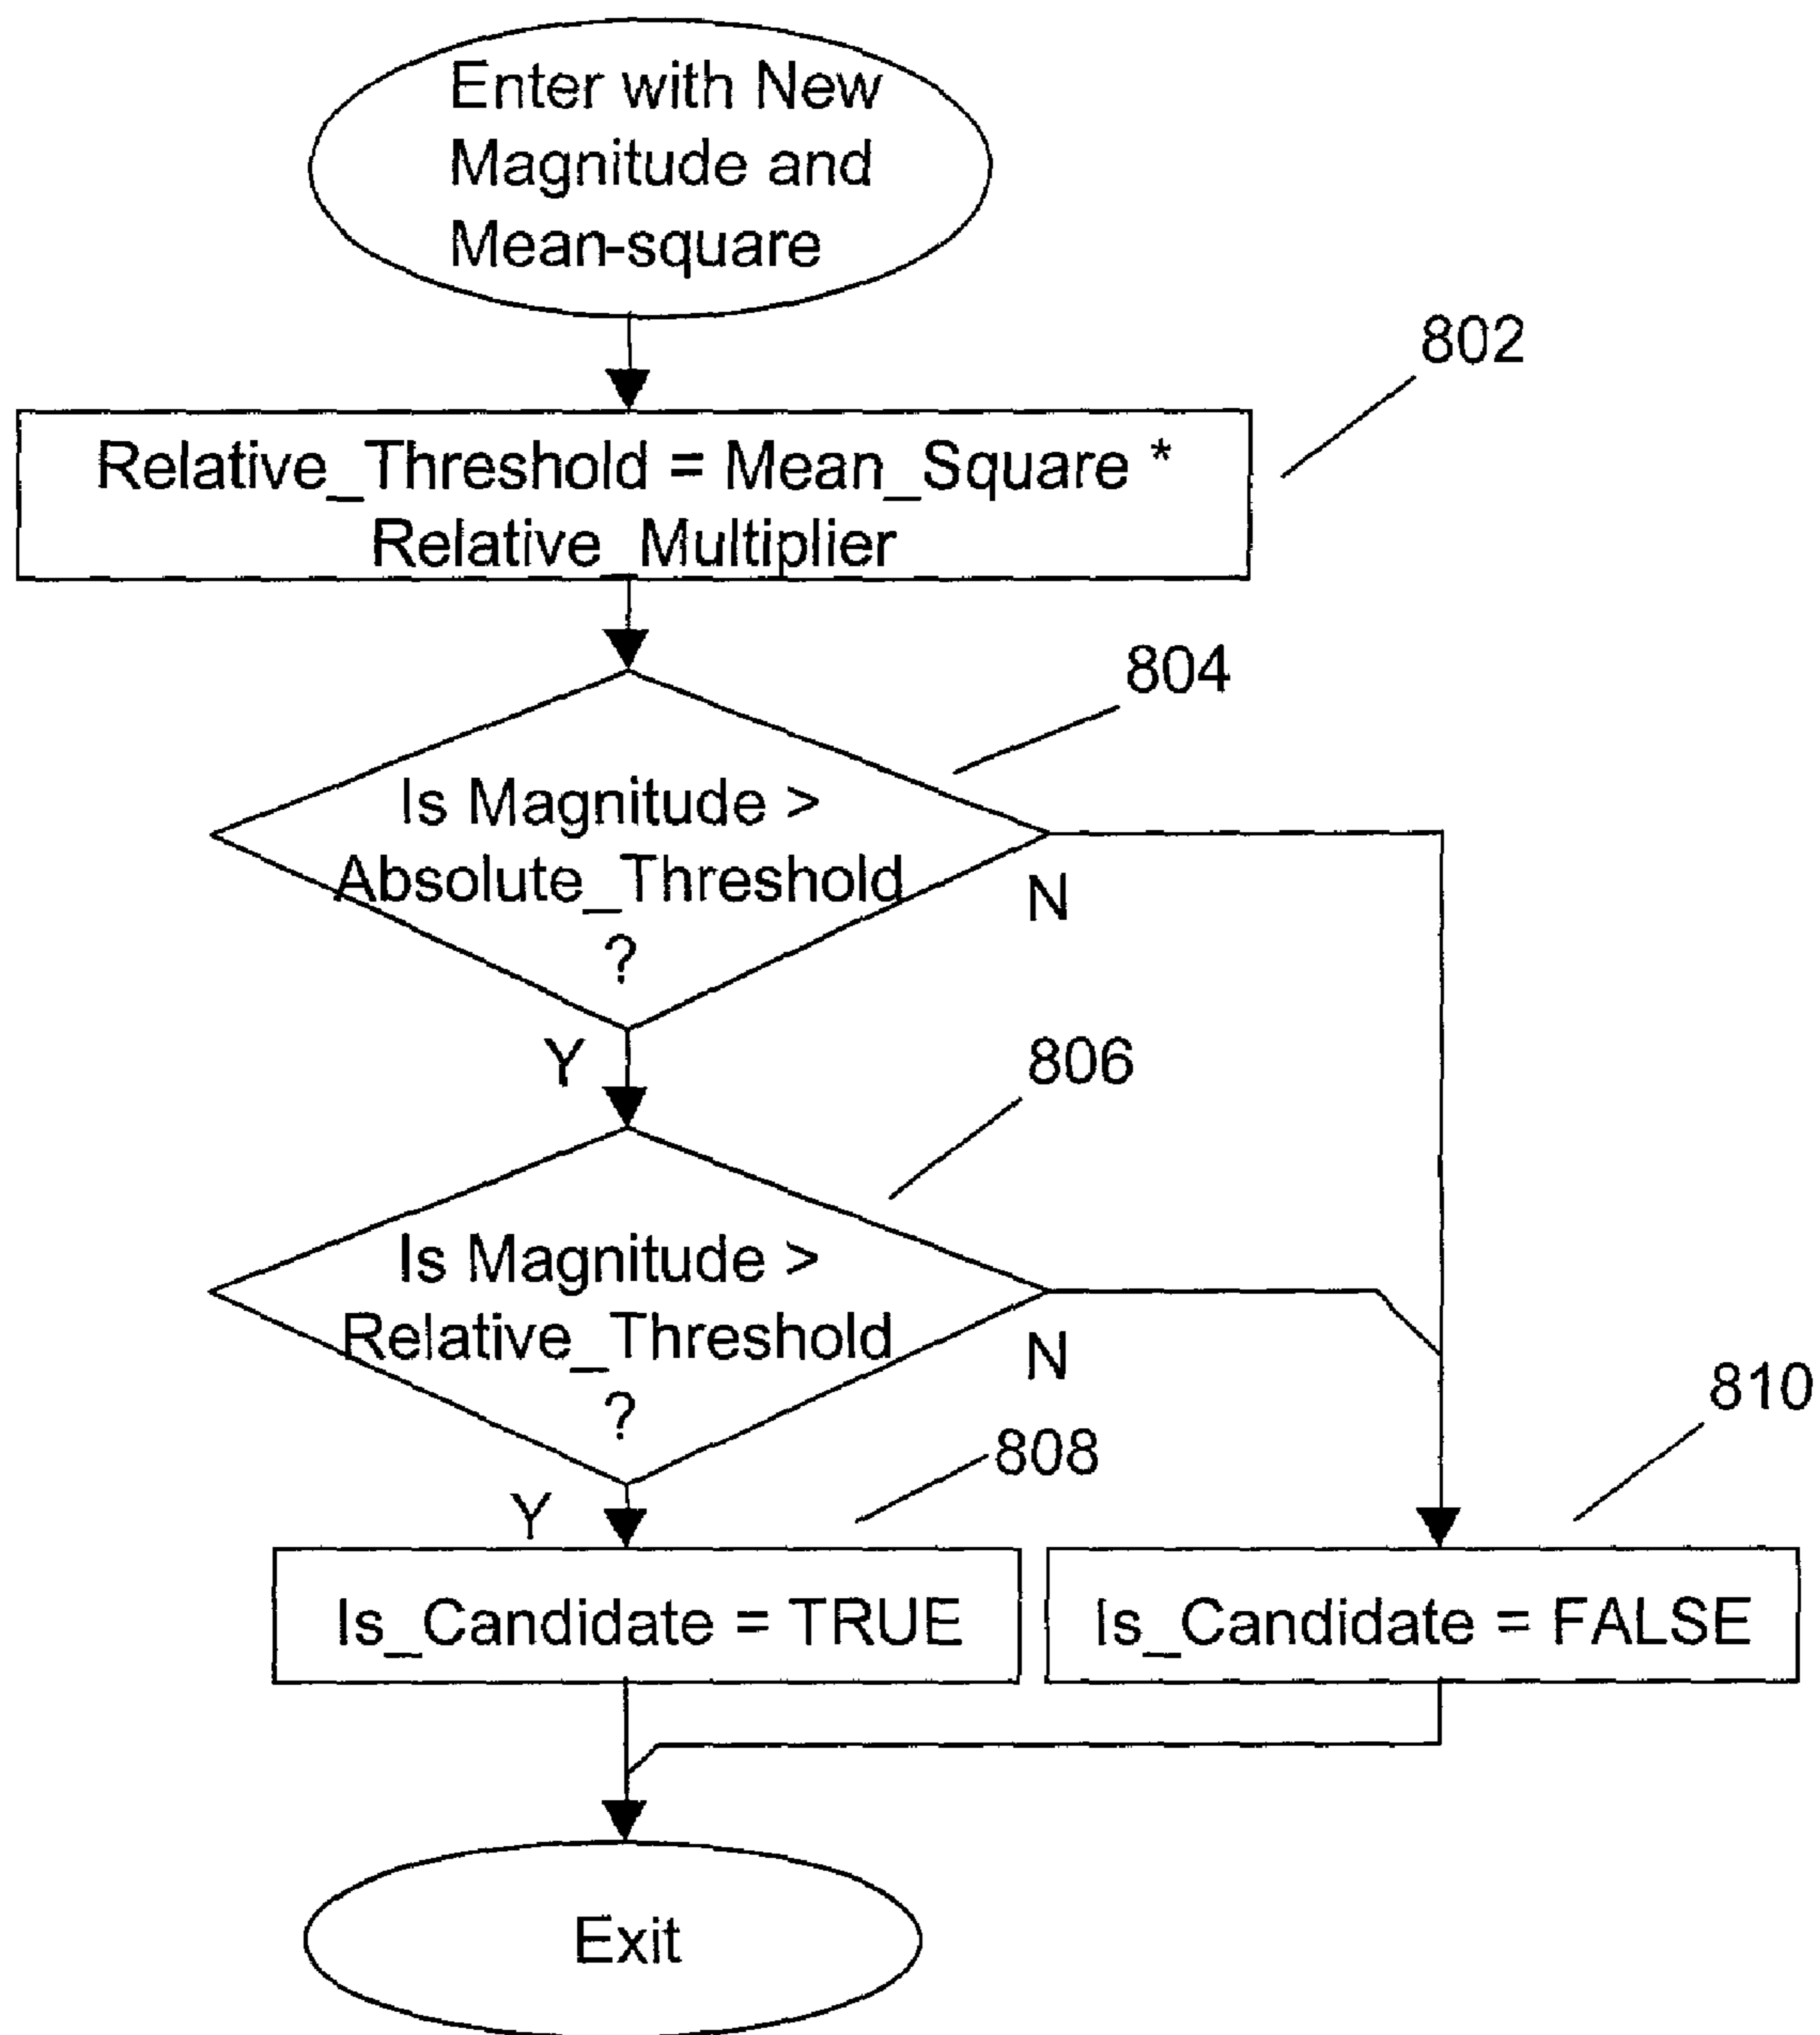 Enter with New
Magnitude and
Mean-square
802
Relative_Threshold = Mean_Square *
Relative_Multiplier
804
Is Magnitude >
Absolute_Threshold
?
N
Y
806
Is Magnitude >
Relative_Threshold
?
N
Y
808
810
Is_Candidate = TRUE
Is_Candidate = FALSE
Exit